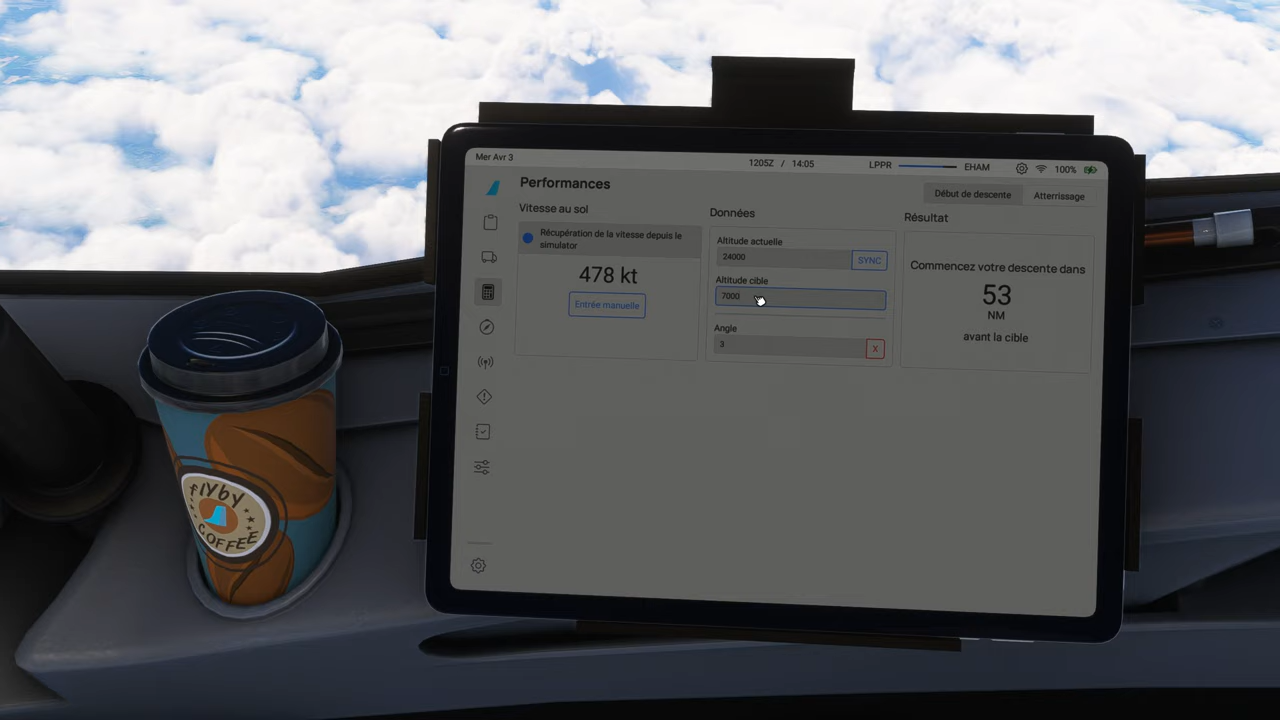 Mer Avr 3
1205Z / 14:05
LPPR
EHAM
100%
Performances
Début de descente
Atterrissage
Vitesse au sol
Récupération de la vitesse depuis le
simulator
478 kt
Entrée manuelle
Données
Altitude actuelle
24000
SYNC
Altitude cible
7000
Angle
3
X
Résultat
Commencez votre descente dans
53
NM
avant la cible
flyby
COFFEE